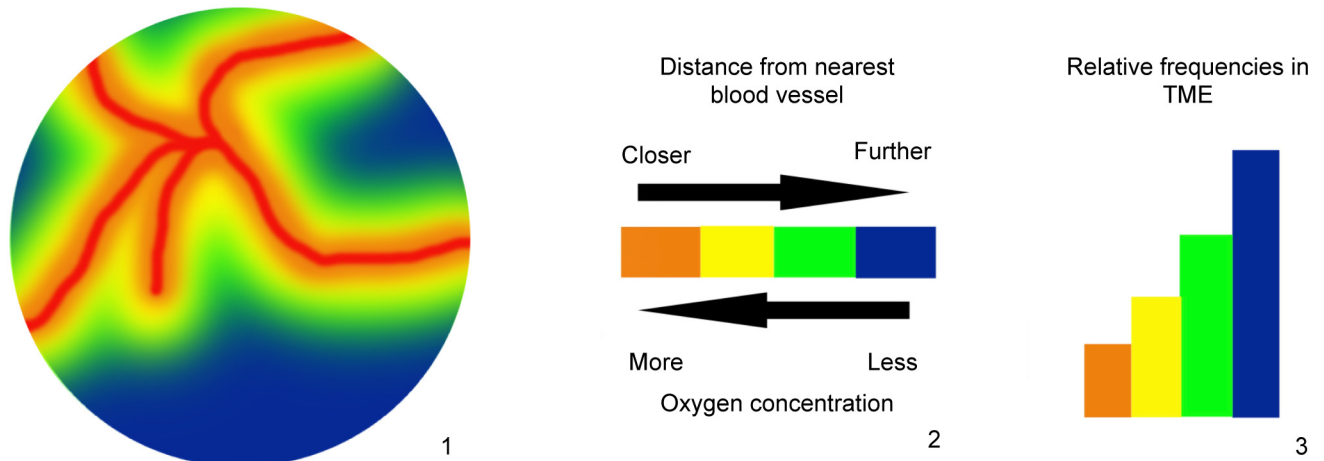 Distance from nearest
blood vessel
Closer
Further
More
Less
Oxygen concentration
Relative frequencies in
TME
1
2
3